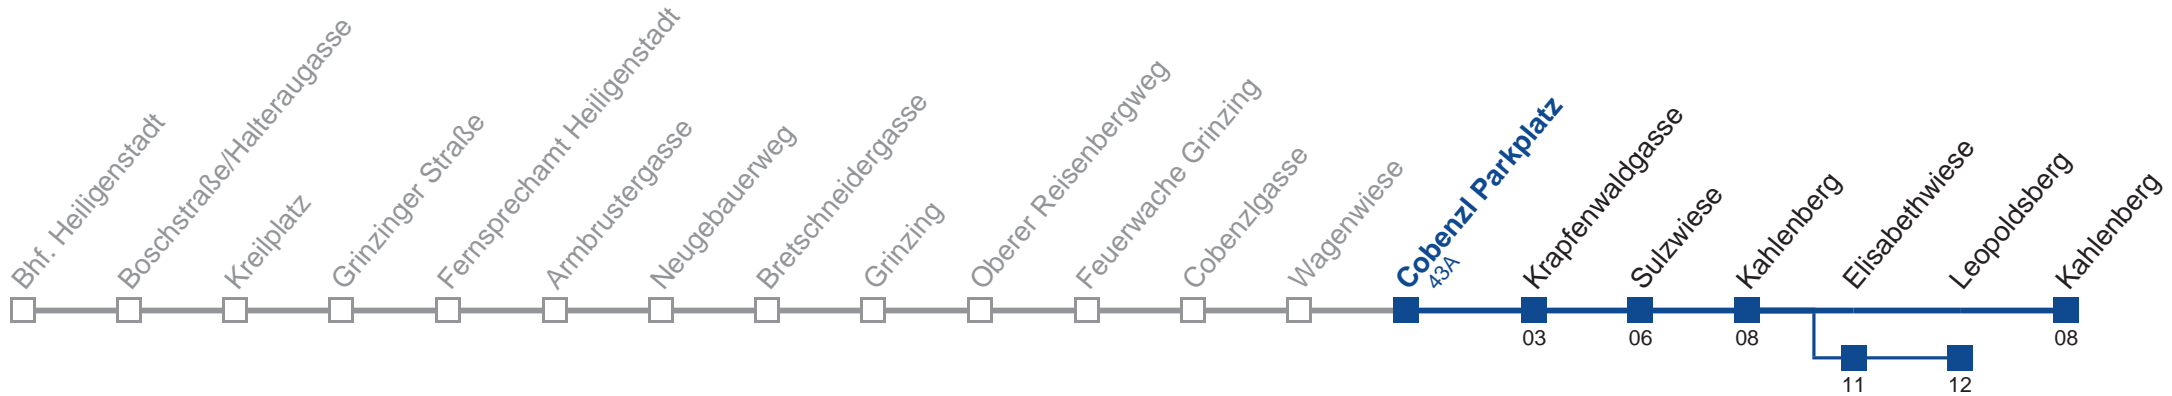 Bhf. Heiligenstadt
Boschstraße/Halteraugasse
Kreilplatz
Grinzinger Straße
Fernsprechamt Heiligenstadt
Armbrustergasse
Neugebauerweg
Bretschneidergasse
Grinzing
Oberer Reisenbergweg
Feuerwache Grinzing
Cobenzlgasse
Wagenwiese
Cobenzl Parkplatz
43A
Krapfenwaldgasse
Sulzwiese
Kahlenberg
Elisabethwiese
Leopoldsberg
Kahlenberg
03
06
08
08
11
12